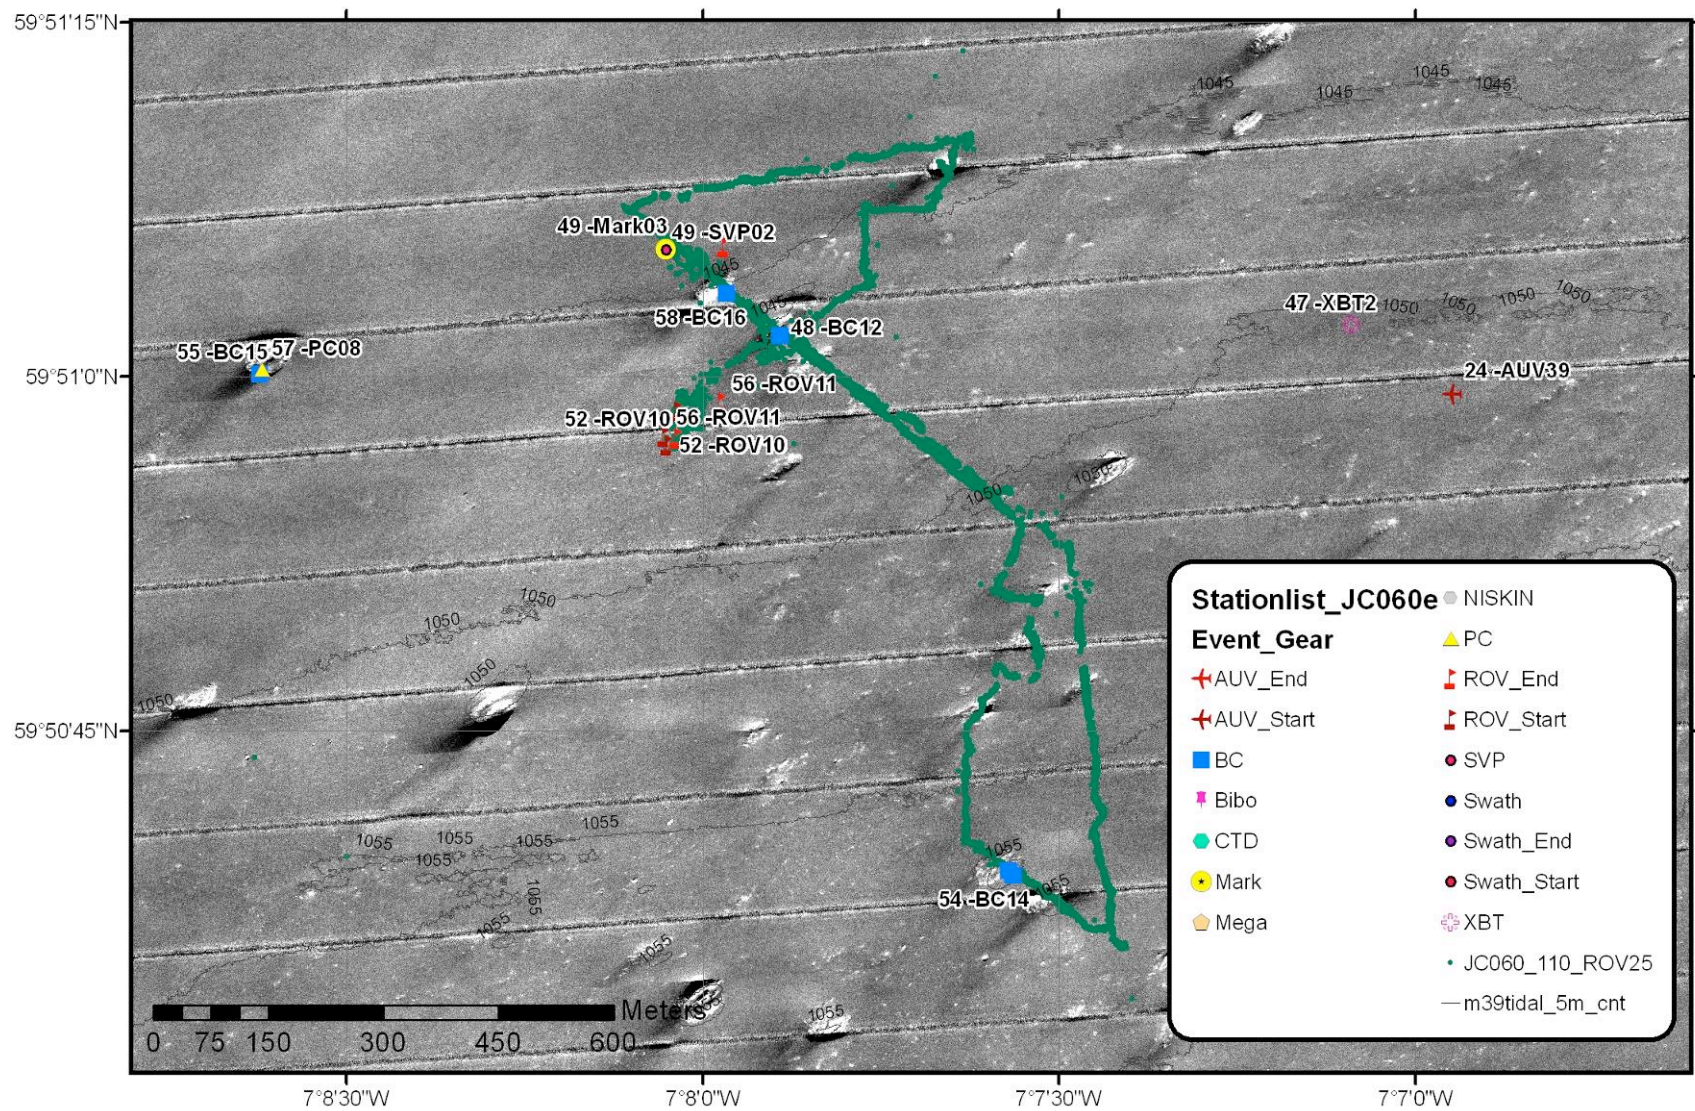 59°51'15"N
1045
1045
1045
1045
49 -Mark03
49 -SVP02
1045
1045
47 -XBT2
1050
1050
1050
1050
58 -BC16
48 -BC12
55 -BC15
57 -PC08
59°51'0"N
24 -AUV39
56 -ROV11
52 -ROV10
56 -ROV11
52 -ROV10
1050
1050
1050
1050
1050
1050
59°50'45"N
1055
1055
1055
1055
1055
1055
1055
1055
1055
1055
1055
54 -BC14
Stationlist_JC060e
Event_Gear
AUV_End
AUV_Start
BC
Bibo
CTD
Mark
Mega
NISKIN
PC
ROV_End
ROV_Start
SVP
Swath
Swath_End
Swath_Start
XBT
JC060_110_ROV25
m39tidal_5m_cnt
Meters
0 75 150 300 450 600
7°8'30"W
7°8'0"W
7°7'30"W
7°7'0"W